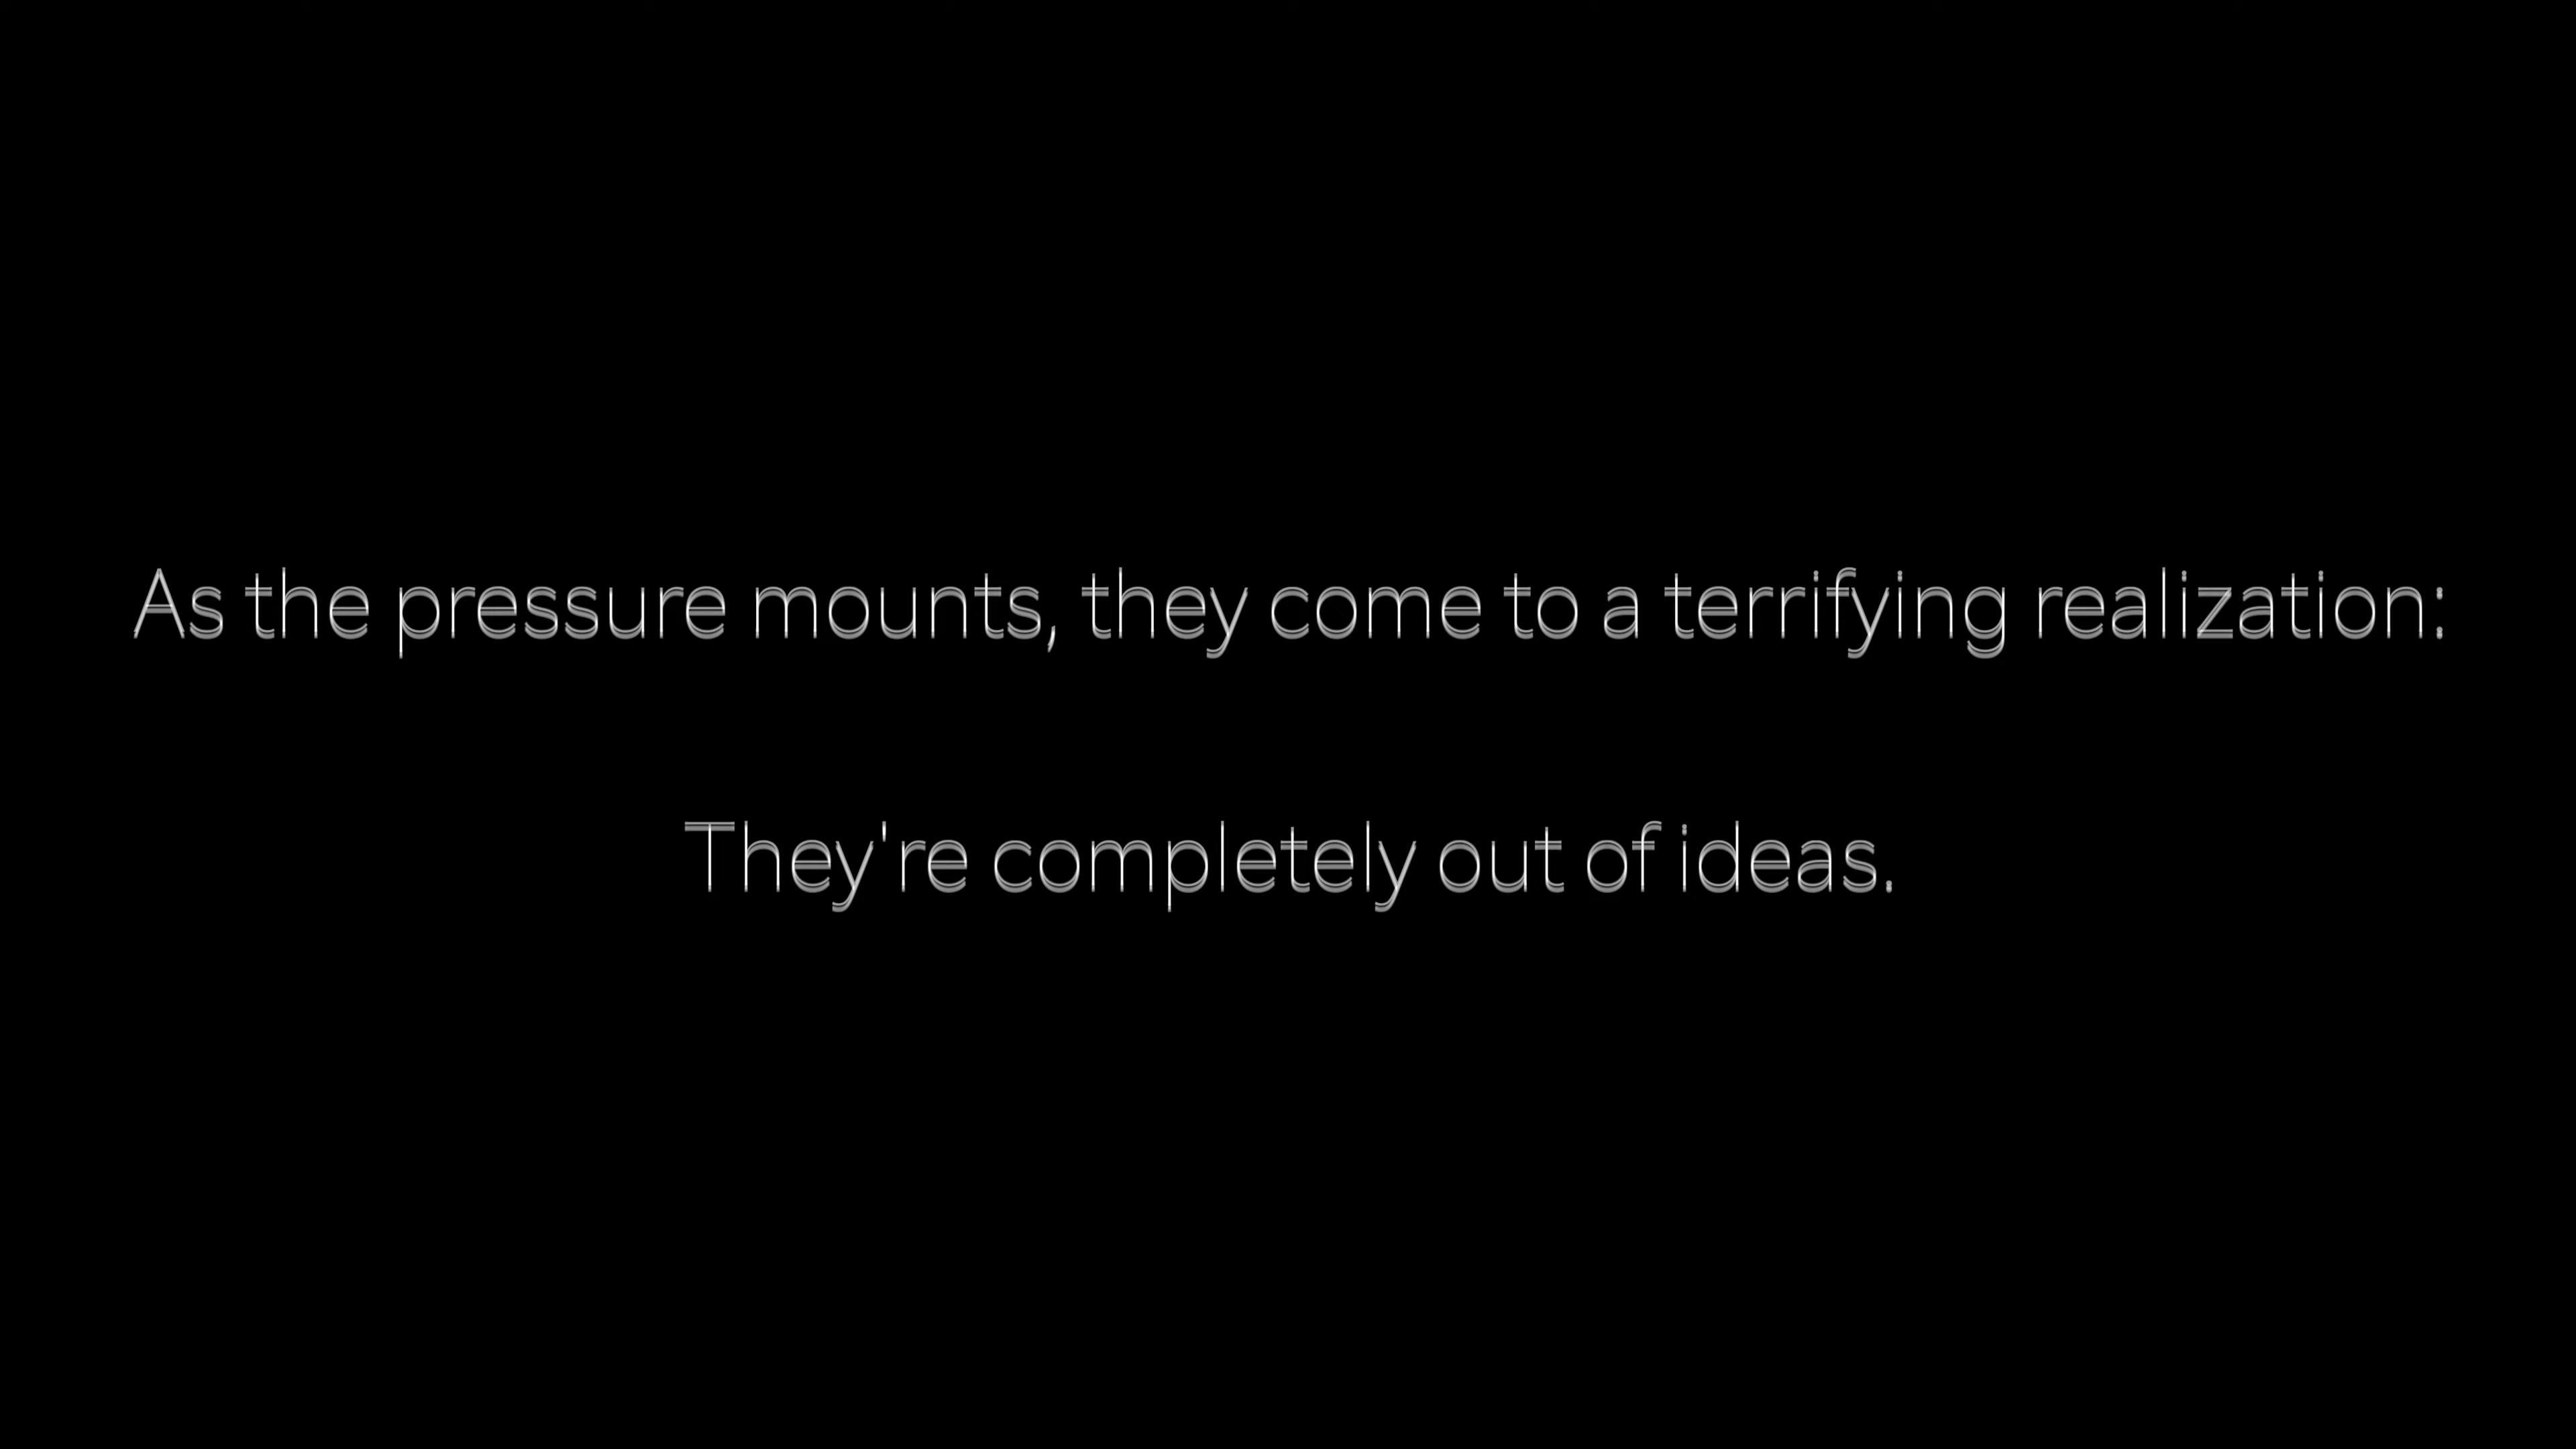 As the pressure mounts, they come to a terrifying realization:
They're completely out of ideas.